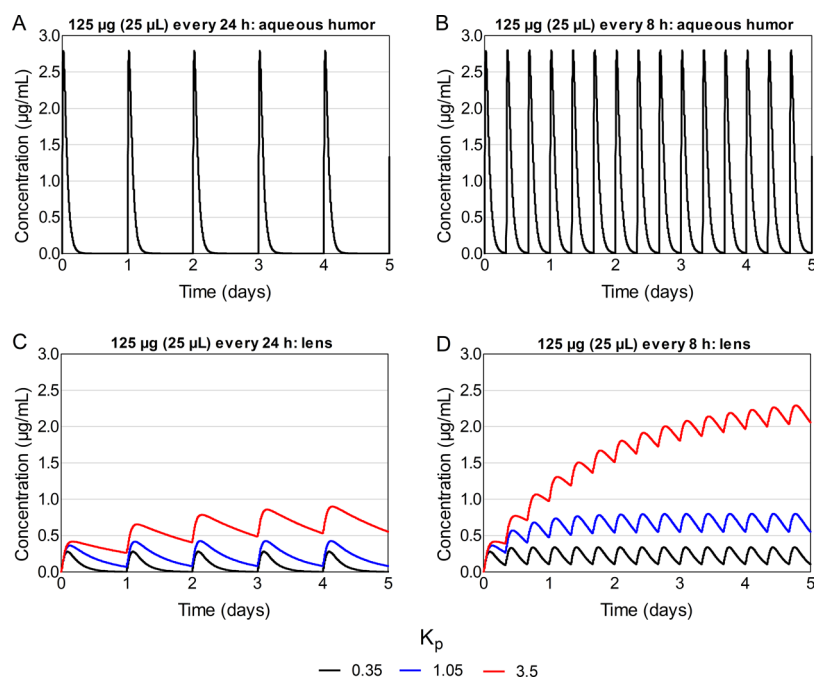 A
125 µg (25 µL) every 24 h: aqueous humor
Concentration (µg/mL)
3.0
2.5
2.0
1.5
1.0
0.5
0.0
0 1 2 3 4 5
Time (days)
B
125 µg (25 µL) every 8 h: aqueous humor
Concentration (µg/mL)
3.0
2.5
2.0
1.5
1.0
0.5
0.0
0 1 2 3 4 5
Time (days)
C
125 µg (25 µL) every 24 h: lens
Concentration (µg/mL)
3.0
2.5
2.0
1.5
1.0
0.5
0.0
0 1 2 3 4 5
Time (days)
D
125 µg (25 µL) every 8 h: lens
Concentration (µg/mL)
3.0
2.5
2.0
1.5
1.0
0.5
0.0
0 1 2 3 4 5
Time (days)
Kp
0.35 1.05 3.5